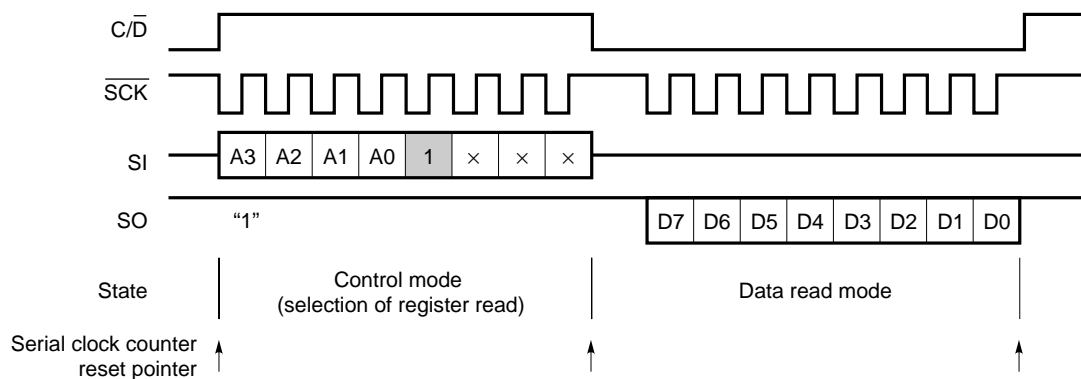 C/D̅
S̅C̅K̅
SI A3 A2 A1 A0 1 × × ×
SO “1” D7 D6 D5 D4 D3 D2 D1 D0
State Control mode (selection of register read) Data read mode
Serial clock counter
reset pointer